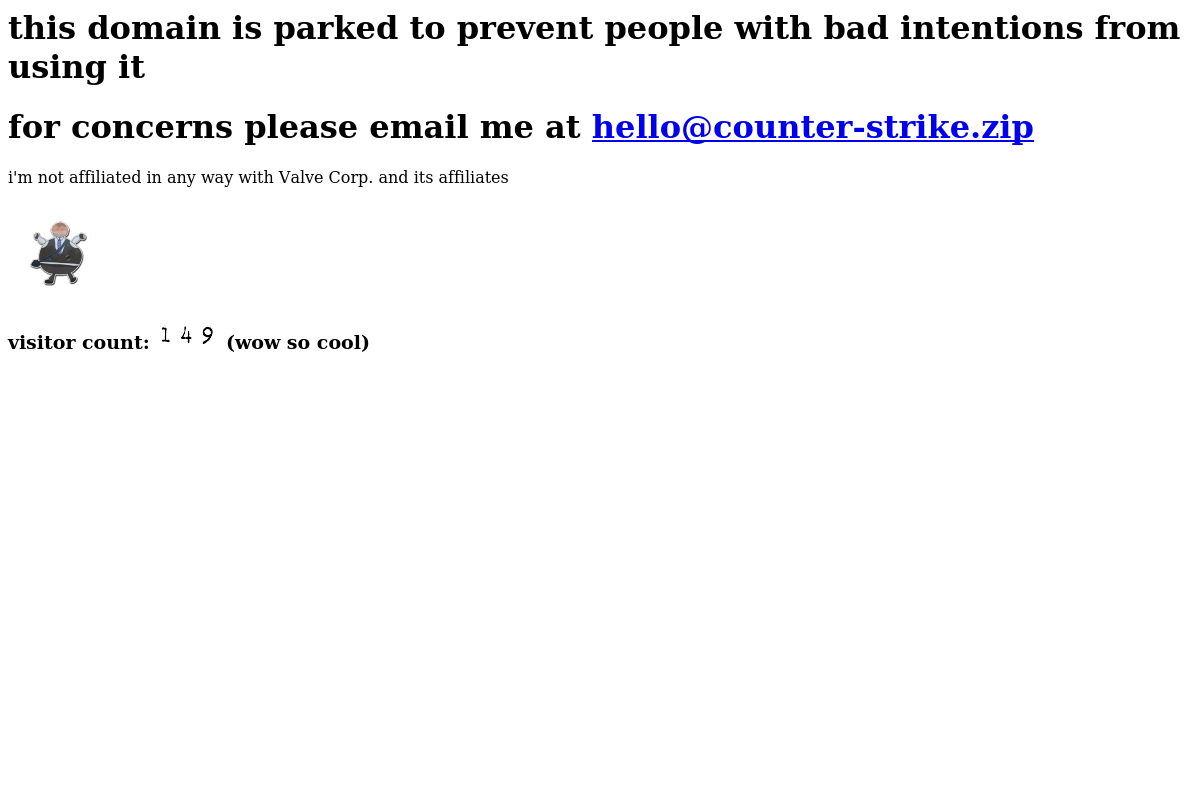 this domain is parked to prevent people with bad intentions from
using it
for concerns please email me at hello@counter-strike.zip
i'm not affiliated in any way with Valve Corp. and its affiliates
visitor count: 149 (wow so cool)